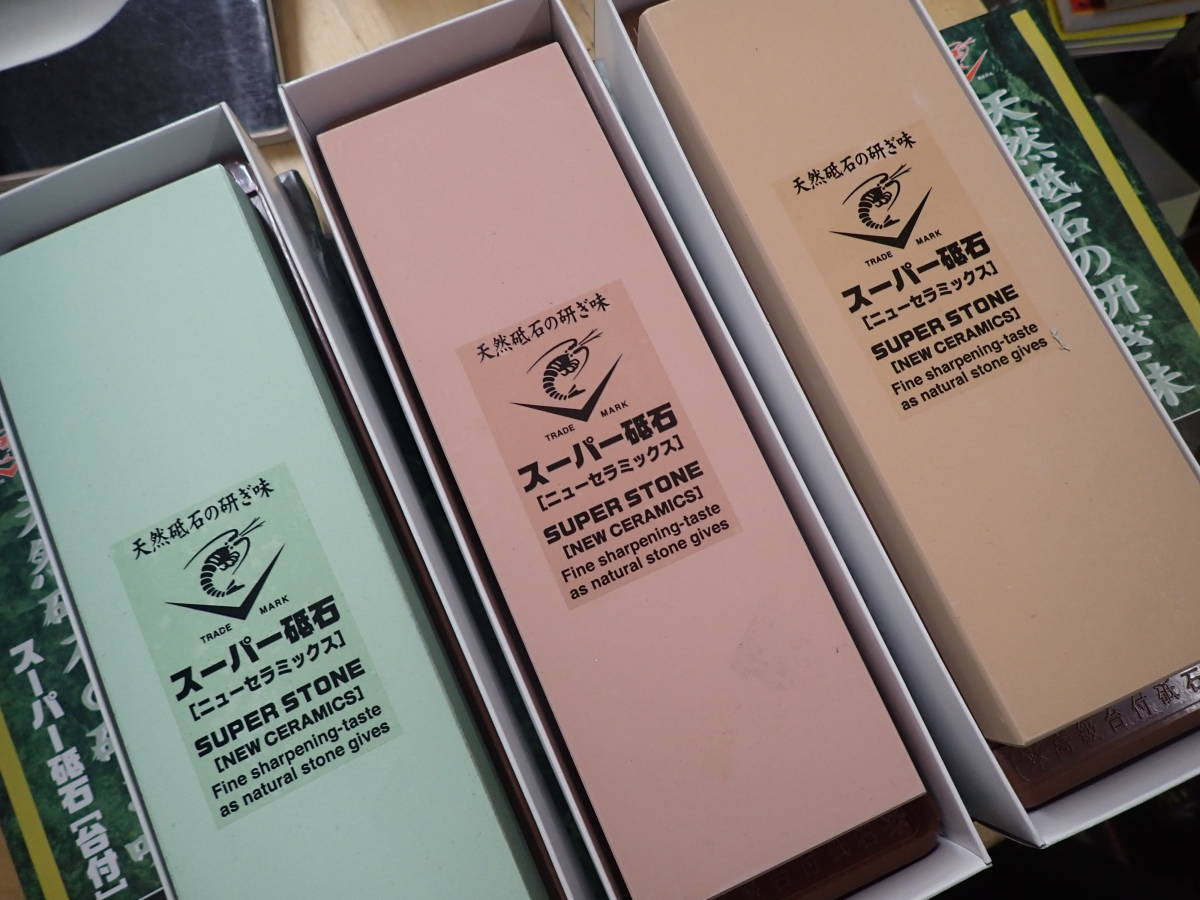 天然砥石の研ぎ味
TRADE MARK
スーパー砥石
[ニューセラミックス]
SUPER STONE
[NEW CERAMICS]
Fine sharpening-taste
as natural stone gives
天然砥石の研ぎ味
TRADE MARK
スーパー砥石
[ニューセラミックス]
SUPER STONE
[NEW CERAMICS]
Fine sharpening-taste
as natural stone gives
天然砥石の研ぎ味
TRADE MARK
スーパー砥石
[ニューセラミックス]
SUPER STONE
[NEW CERAMICS]
Fine sharpening-taste
as natural stone gives
天然砥石の研ぎ味
級台付砥石
スーパー砥石[台付]